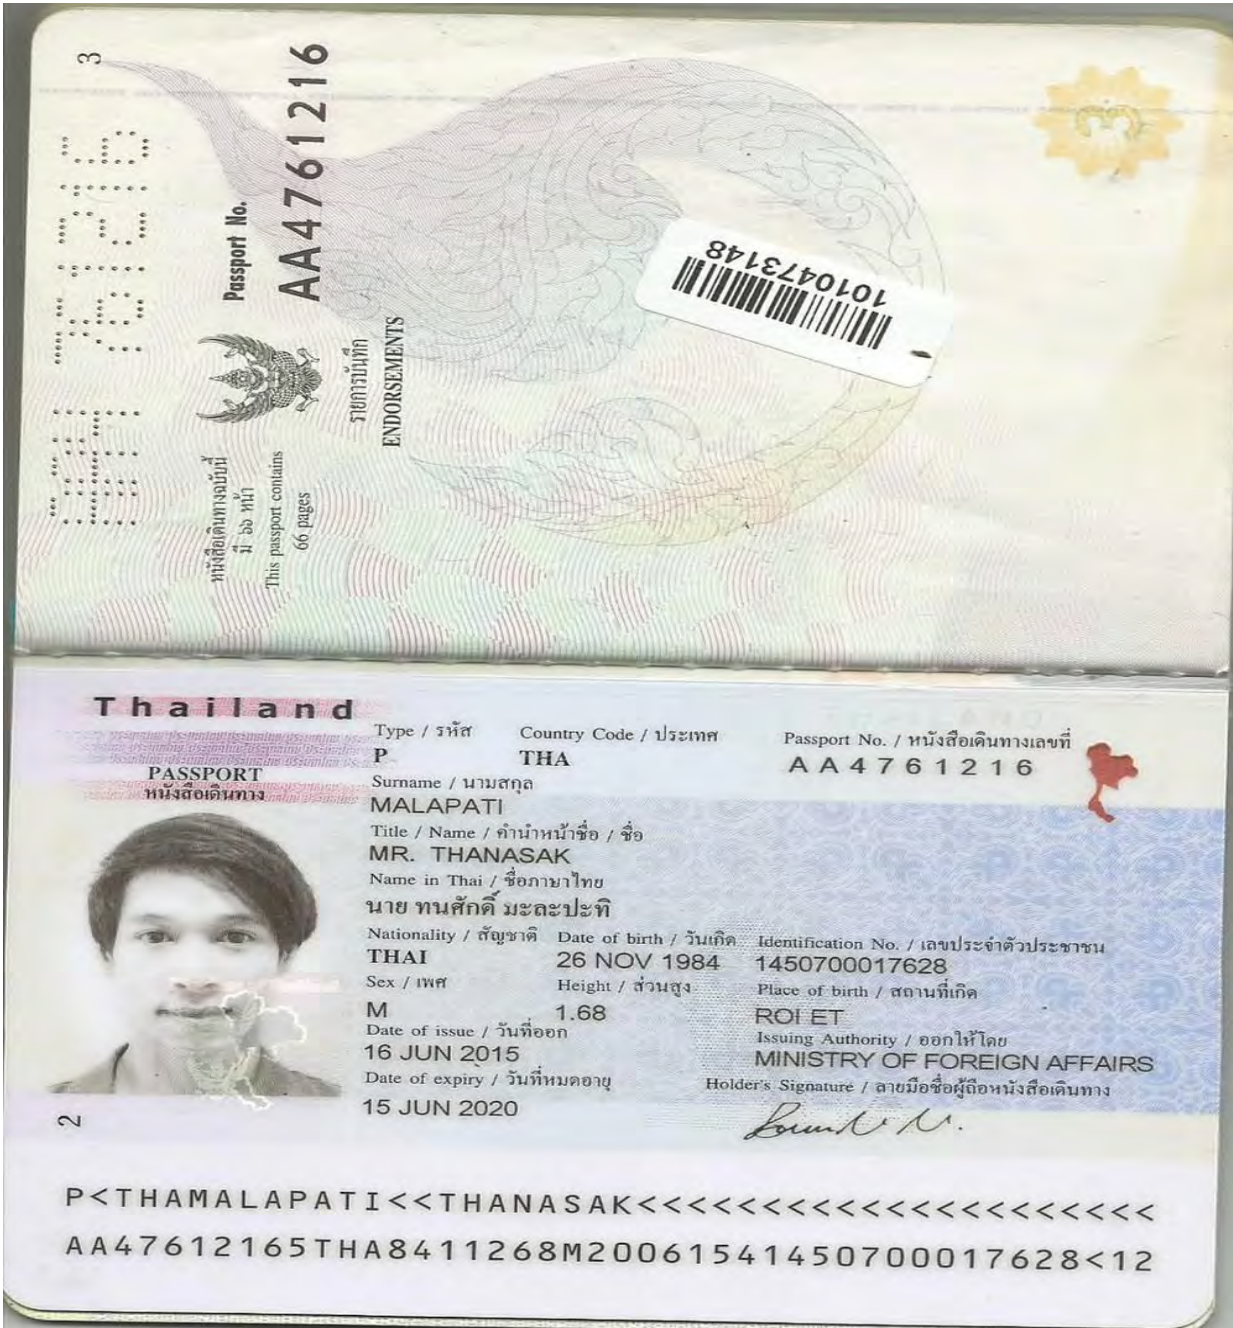 3
AA4761216
Passport No.
AA4761216
หนังสือเดินทางฉบับนี้
มี ๖๖ หน้า
This passport contains
66 pages
รายการบันทึก
ENDORSEMENTS
1010473148
Thailand
PASSPORT
หนังสือเดินทาง
Type / รหัส Country Code / ประเทศ Passport No. / หนังสือเดินทางเลขที่
P THA AA4761216
Surname / นามสกุล
MALAPATI
Title / Name / คำนำหน้าชื่อ / ชื่อ
MR. THANASAK
Name in Thai / ชื่อภาษาไทย
นาย ทนศักดิ์ มะละปะทิ
Nationality / สัญชาติ Date of birth / วันเกิด Identification No. / เลขประจำตัวประชาชน
THAI 26 NOV 1984 1450700017628
Sex / เพศ Height / ส่วนสูง Place of birth / สถานที่เกิด
M 1.68 ROI ET
Date of issue / วันที่ออก Issuing Authority / ออกให้โดย
16 JUN 2015 MINISTRY OF FOREIGN AFFAIRS
Date of expiry / วันที่หมดอายุ Holder's Signature / ลายมือชื่อผู้ถือหนังสือเดินทาง
15 JUN 2020
2
P<THAMALAPATI<<THANASAK<<<<<<<<<<<<<<<<<<<<<
AA47612165THA8411268M20061541450700017628<12